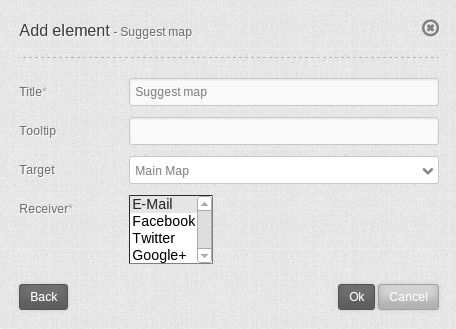 Add element - Suggest map
Title* Suggest map
Tooltip
Target Main Map
Receiver* E-Mail
Facebook
Twitter
Google+
Back Ok Cancel